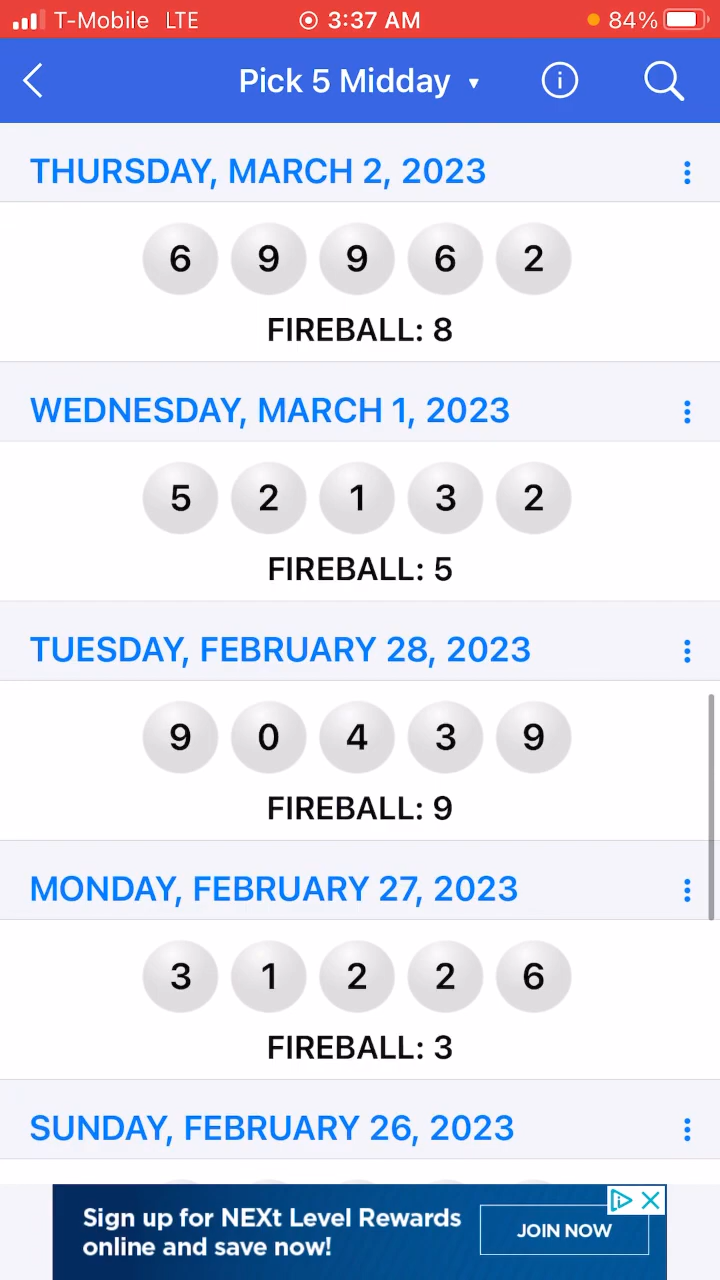 T-Mobile LTE 3:37 AM 84%
Pick 5 Midday ▼
THURSDAY, MARCH 2, 2023
6 9 9 6 2
FIREBALL: 8
WEDNESDAY, MARCH 1, 2023
5 2 1 3 2
FIREBALL: 5
TUESDAY, FEBRUARY 28, 2023
9 0 4 3 9
FIREBALL: 9
MONDAY, FEBRUARY 27, 2023
3 1 2 2 6
FIREBALL: 3
SUNDAY, FEBRUARY 26, 2023
Sign up for NEXt Level Rewards
online and save now!
JOIN NOW